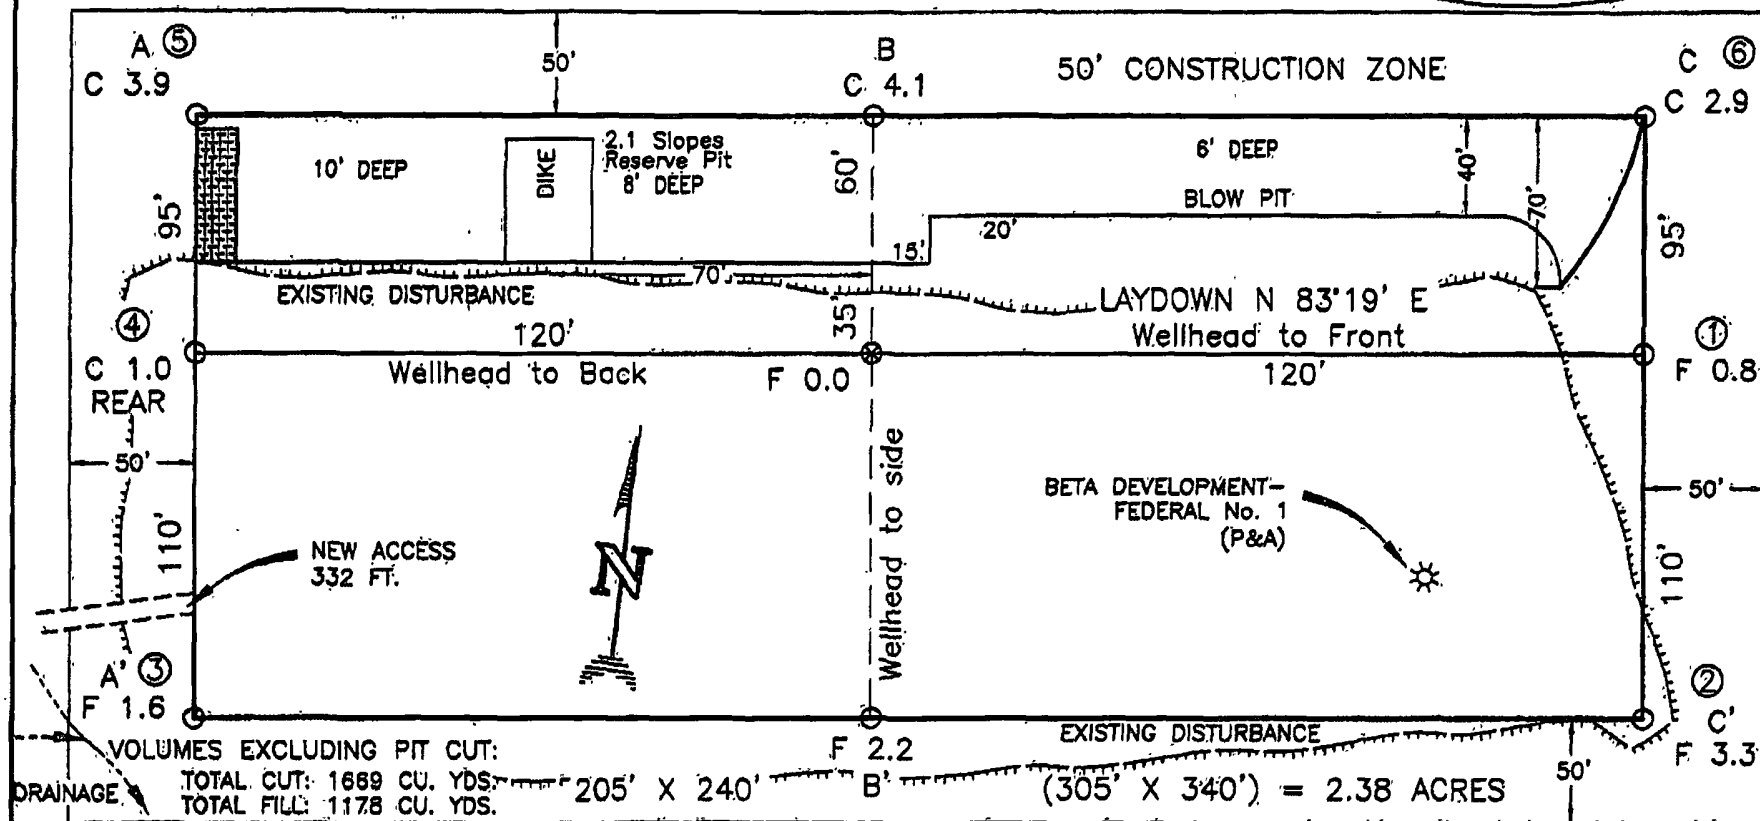 A ⑤
C 3.9
50'
B
C 4.1
50' CONSTRUCTION ZONE
C ⑥
C 2.9
10' DEEP
DIKE
2.1 Slopes
Reserve Pit
8' DEEP
60'
6' DEEP
40'
70'
BLOW PIT
95'
95'
20'
15'
70'
EXISTING DISTURBANCE
35'
LAYDOWN N 83°19' E
④
120'
Wellhead to Front
①
C 1.0
REAR
Wellhead to Back
F 0.0
120'
F 0.8
50'
Wellhead to side
BETA DEVELOPMENT-
FEDERAL No. 1
(P&A)
50'
110'
NEW ACCESS
332 FT.
N
110'
A' ③
F 1.6
②
C'
F 3.3
VOLUMES EXCLUDING PIT CUT:
F 2.2
EXISTING DISTURBANCE
DRAINAGE
TOTAL CUT: 1669 CU. YDS.
TOTAL FILL: 1178 CU. YDS.
205' X 240'
B'
(305' X 340') = 2.38 ACRES
50'